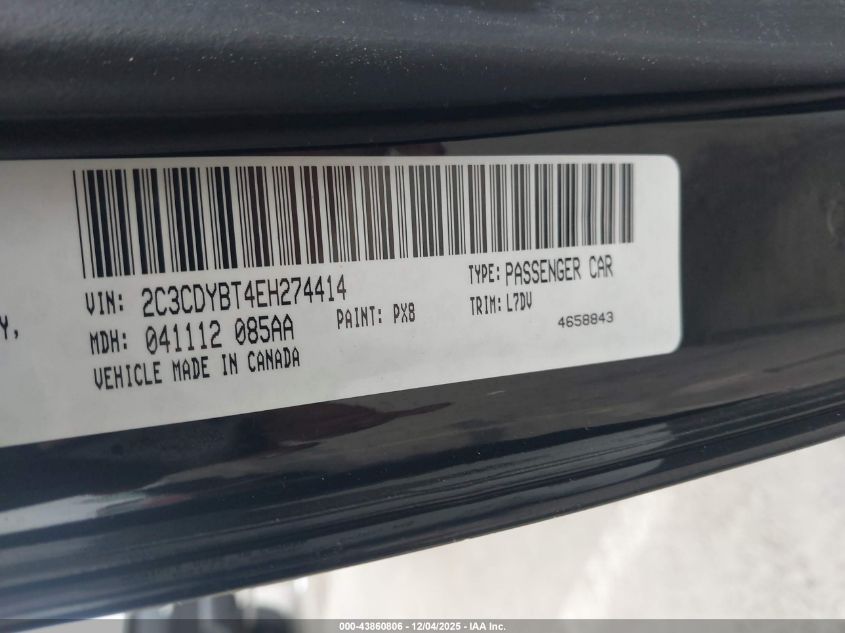 VIN: 2C3CDYBT4EH274414
TYPE: PASSENGER CAR
Y,
MDH: 041112 085AA
PAINT: PX8
TRIM: L7DV
4658843
VEHICLE MADE IN CANADA
000-43860806 - 12/04/2025 - IAA Inc.